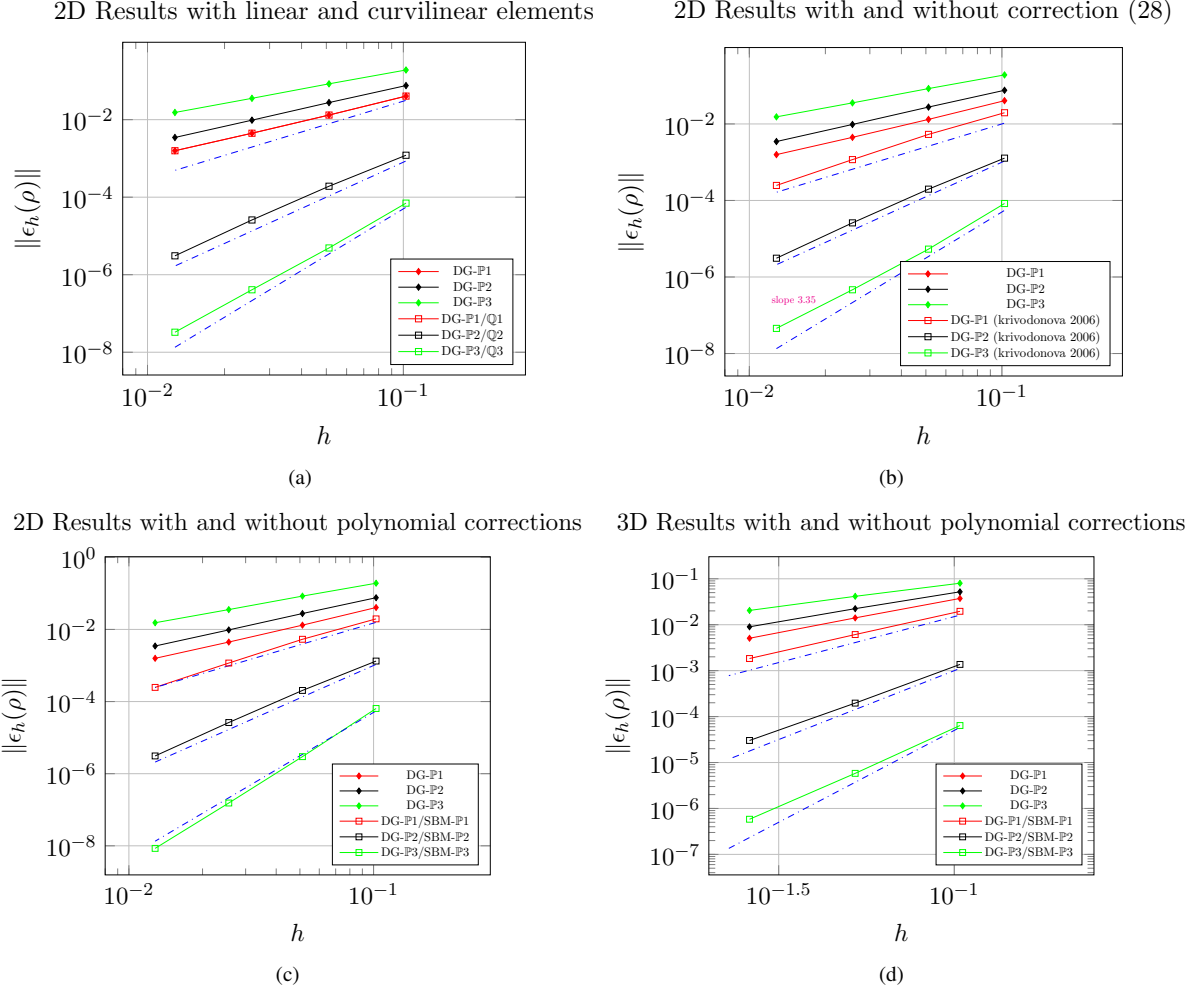 2D Results with linear and curvilinear elements
10⁻²
10⁻⁴
10⁻⁶
10⁻⁸
‖ϵₕ(ρ)‖
DG-ℙ1
DG-ℙ2
DG-ℙ3
DG-ℙ1/ℚ1
DG-ℙ2/ℚ2
DG-ℙ3/ℚ3
10⁻² 10⁻¹
h
(a)
2D Results with and without correction (28)
10⁻²
10⁻⁴
10⁻⁶
10⁻⁸
‖ϵₕ(ρ)‖
slope 3.35
DG-ℙ1
DG-ℙ2
DG-ℙ3
DG-ℙ1 (krivodonova 2006)
DG-ℙ2 (krivodonova 2006)
DG-ℙ3 (krivodonova 2006)
10⁻² 10⁻¹
h
(b)
2D Results with and without polynomial corrections
10⁰
10⁻²
10⁻⁴
10⁻⁶
10⁻⁸
‖ϵₕ(ρ)‖
DG-ℙ1
DG-ℙ2
DG-ℙ3
DG-ℙ1/SBM-ℙ1
DG-ℙ2/SBM-ℙ2
DG-ℙ3/SBM-ℙ3
10⁻² 10⁻¹
h
(c)
3D Results with and without polynomial corrections
10⁻¹
10⁻²
10⁻³
10⁻⁴
10⁻⁵
10⁻⁶
10⁻⁷
‖ϵₕ(ρ)‖
DG-ℙ1
DG-ℙ2
DG-ℙ3
DG-ℙ1/SBM-ℙ1
DG-ℙ2/SBM-ℙ2
DG-ℙ3/SBM-ℙ3
10⁻¹·⁵ 10⁻¹
h
(d)